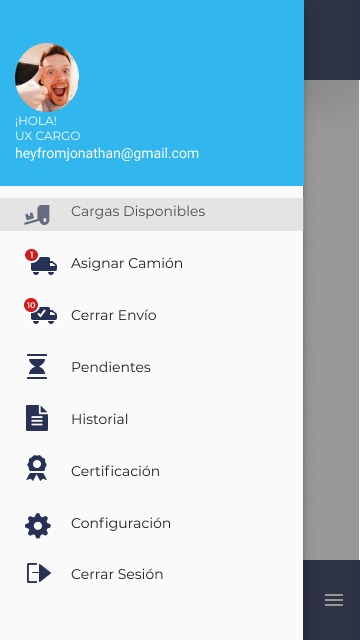 ¡HOLA!
UX CARGO
heyfromjonathan@gmail.com
Cargas Disponibles
1
Asignar Camión
10
Cerrar Envío
Pendientes
Historial
Certificación
Configuración
Cerrar Sesión